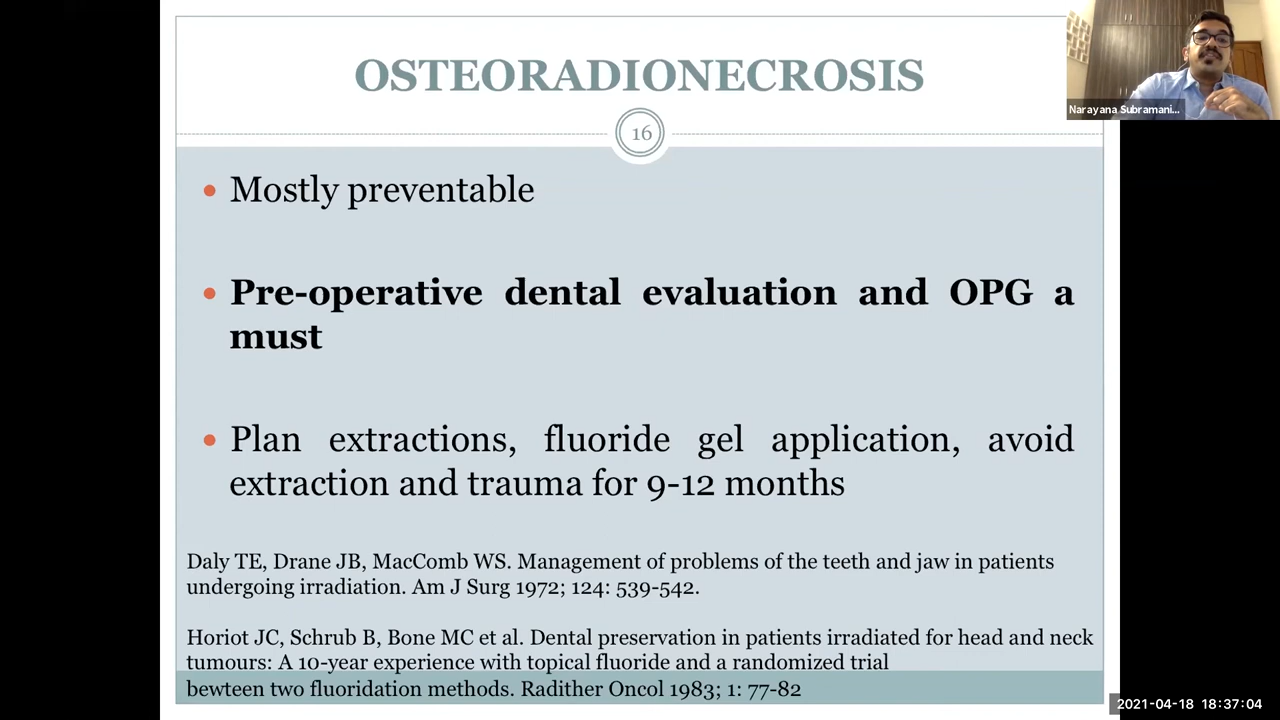 OSTEORADIONECROSIS
16
Narayana Subramani...
• Mostly preventable
• Pre-operative dental evaluation and OPG a
must
• Plan extractions, fluoride gel application, avoid
extraction and trauma for 9-12 months
Daly TE, Drane JB, MacComb WS. Management of problems of the teeth and jaw in patients
undergoing irradiation. Am J Surg 1972; 124: 539-542.
Horiot JC, Schrub B, Bone MC et al. Dental preservation in patients irradiated for head and neck
tumours: A 10-year experience with topical fluoride and a randomized trial
bewteen two fluoridation methods. Radither Oncol 1983; 1: 77-82
2021-04-18 18:37:04